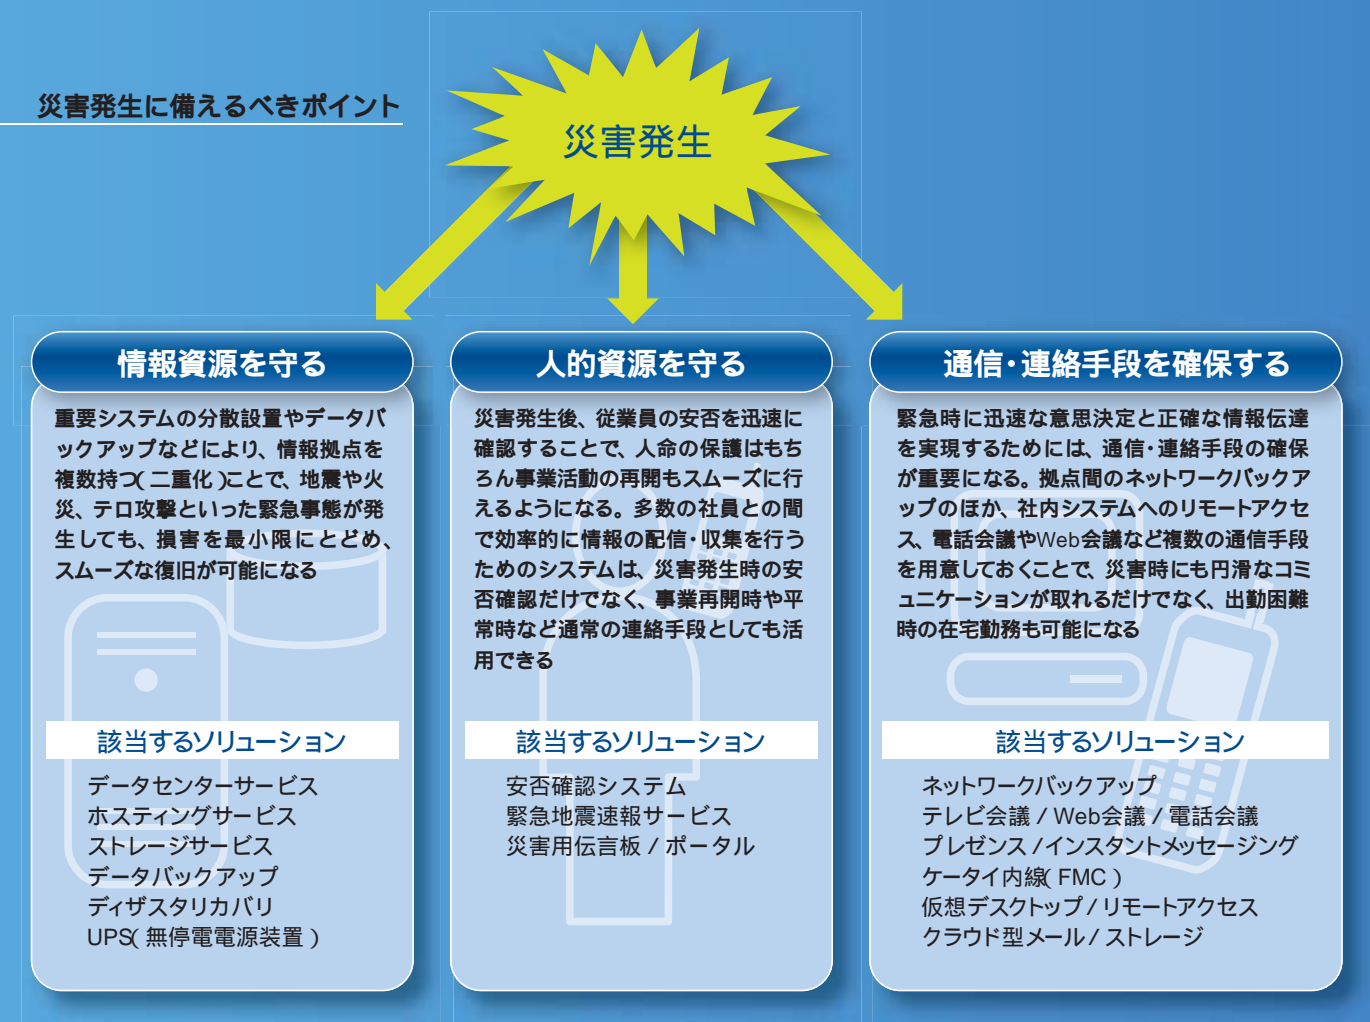 災害発生に備えるべきポイント
災害発生
情報資源を守る
重要システムの分散設置やデータバ
ックアップなどにより、情報拠点を
複数持つ(二重化)ことで、地震や火
災、テロ攻撃といった緊急事態が発
生しても、損害を最小限にとどめ、
スムーズな復旧が可能になる
該当するソリューション
データセンターサービス
ホスティングサービス
ストレージサービス
データバックアップ
ディザスタリカバリ
UPS(無停電電源装置)
人的資源を守る
災害発生後、従業員の安否を迅速に
確認することで、人命の保護はもち
ろん事業活動の再開もスムーズに行
えるようになる。多数の社員との間
で効率的に情報の配信・収集を行う
ためのシステムは、災害発生時の安
否確認だけでなく、事業再開時や平
常時など通常の連絡手段としても活
用できる
該当するソリューション
安否確認システム
緊急地震速報サービス
災害用伝言板/ポータル
通信・連絡手段を確保する
緊急時に迅速な意思決定と正確な情報伝達
を実現するためには、通信・連絡手段の確保
が重要になる。拠点間のネットワークバックア
ップのほか、社内システムへのリモートアクセ
ス、電話会議やWeb会議など複数の通信手段
を用意しておくことで、災害時にも円滑なコミ
ュニケーションが取れるだけでなく、出勤困難
時の在宅勤務も可能になる
該当するソリューション
ネットワークバックアップ
テレビ会議/Web会議/電話会議
プレゼンス/インスタントメッセージング
ケータイ内線(FMC)
仮想デスクトップ/リモートアクセス
クラウド型メール/ストレージ